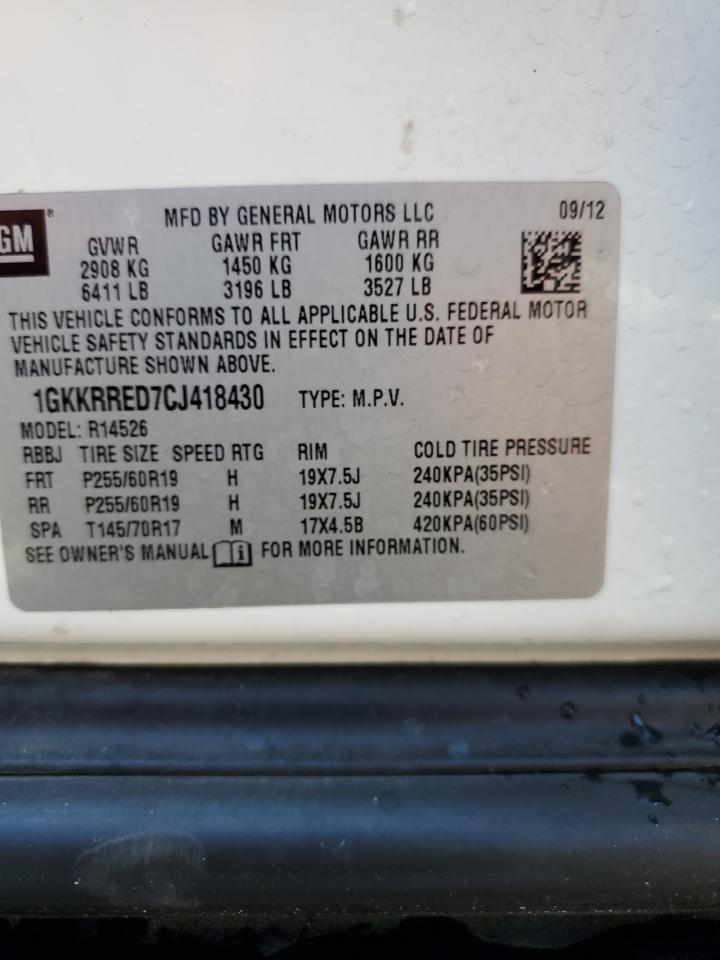 GM® MFD BY GENERAL MOTORS LLC 09/12
GVWR GAWR FRT GAWR RR
2908 KG 1450 KG 1600 KG
6411 LB 3196 LB 3527 LB
THIS VEHICLE CONFORMS TO ALL APPLICABLE U.S. FEDERAL MOTOR
VEHICLE SAFETY STANDARDS IN EFFECT ON THE DATE OF
MANUFACTURE SHOWN ABOVE.
1GKKRRED7CJ418430 TYPE: M.P.V.
MODEL: R14526
RBBJ TIRE SIZE SPEED RTG RIM COLD TIRE PRESSURE
FRT P255/60R19 H 19X7.5J 240KPA(35PSI)
RR P255/60R19 H 19X7.5J 240KPA(35PSI)
SPA T145/70R17 M 17X4.5B 420KPA(60PSI)
SEE OWNER'S MANUAL i FOR MORE INFORMATION.